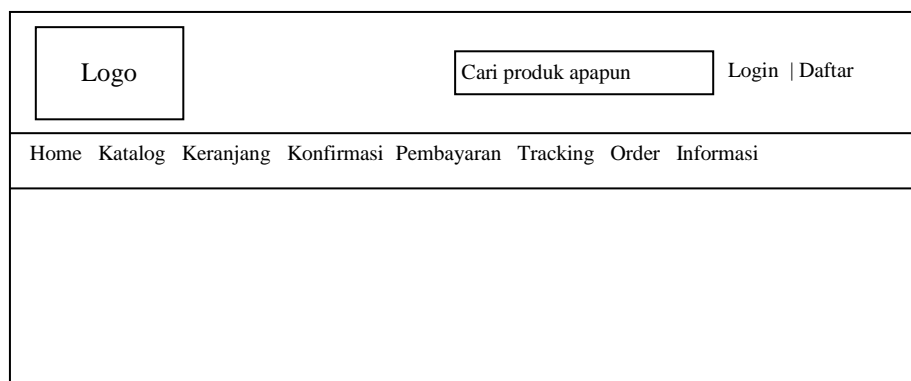 Logo
Cari produk apapun
Login | Daftar
Home Katalog Keranjang Konfirmasi Pembayaran Tracking Order Informasi